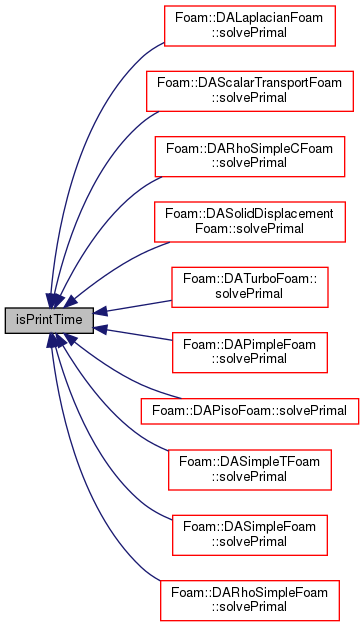 Foam::DALaplacianFoam
::solvePrimal
Foam::DAScalarTransportFoam
::solvePrimal
Foam::DARhoSimpleCFoam
::solvePrimal
Foam::DASolidDisplacement
Foam::solvePrimal
Foam::DATurboFoam::
solvePrimal
isPrintTime
Foam::DAPimpleFoam
::solvePrimal
Foam::DAPisoFoam::solvePrimal
Foam::DASimpleTFoam
::solvePrimal
Foam::DASimpleFoam
::solvePrimal
Foam::DARhoSimpleFoam
::solvePrimal